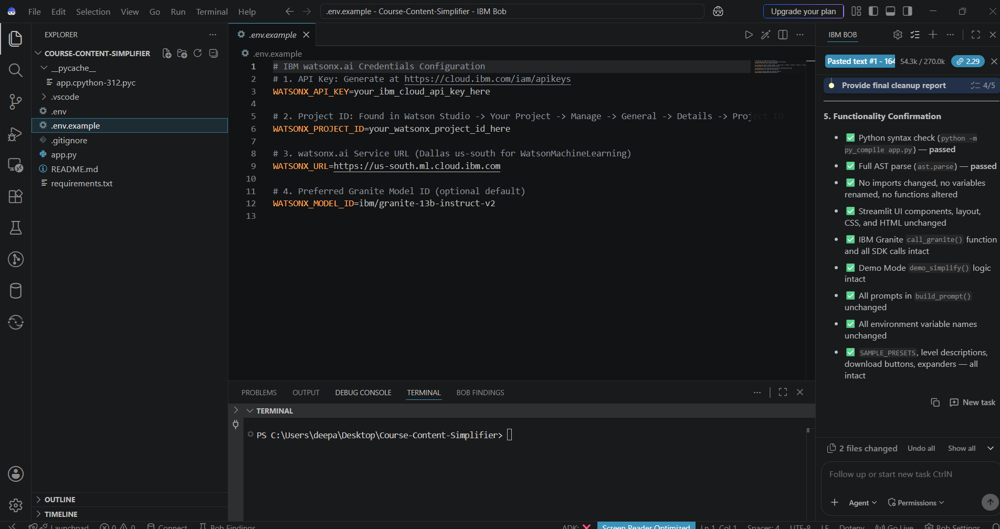 File Edit Selection View Go Run Terminal Help
.env.example - Course-Content-Simplifier - IBM Bob
Upgrade your plan
EXPLORER
COURSE-CONTENT-SIMPLIFIER
__pycache__
app.cpython-312.pyc
.vscode
.env
.env.example
.gitignore
app.py
README.md
requirements.txt
OUTLINE
TIMELINE
.env.example
.env.example
1 # IBM watsonx.ai Credentials Configuration
2 # 1. API Key: Generate at https://cloud.ibm.com/iam/apikeys
3 WATSONX_API_KEY=your_ibm_cloud_api_key_here
4
5 # 2. Project ID: Found in Watson Studio -> Your Project -> Manage -> General -> Details -> Project ID
6 WATSONX_PROJECT_ID=your_watsonx_project_id_here
7
8 # 3. watsonx.ai Service URL (Dallas us-south for WatsonMachineLearning)
9 WATSONX_URL=https://us-south.ml.cloud.ibm.com
10
11 # 4. Preferred Granite Model ID (optional default)
12 WATSONX_MODEL_ID=ibm/granite-13b-instruct-v2
13
PROBLEMS OUTPUT DEBUG CONSOLE TERMINAL BOB FINDINGS
TERMINAL
PS C:\Users\deepa\Desktop\Course-Content-Simplifier>
IBM BOB
Pasted text #1 - 164 54.3k / 270.0k 2.29
Provide final cleanup report 4/5
5. Functionality Confirmation
• ✅ Python syntax check (python -m
py_compile app.py) — passed
• ✅ Full AST parse (ast.parse) — passed
• ✅ No imports changed, no variables
renamed, no functions altered
• ✅ Streamlit UI components, layout,
CSS, and HTML unchanged
• ✅ IBM Granite call_granite() function
and all SDK calls intact
• ✅ Demo Mode demo_simplify() logic
intact
• ✅ All prompts in build_prompt()
unchanged
• ✅ All environment variable names
unchanged
• ✅ SAMPLE_PRESETS, level descriptions,
download buttons, expanders — all
intact
New task
2 files changed Undo all Show all
Follow up or start new task CtrlN
Agent Permissions
Launchpad 0 0 Connect Bob Findings ADK: Screen Reader Optimized Ln 1, Col 1 Spaces: 4 UTF-8 LF Dotenv Go Live Bob Settings